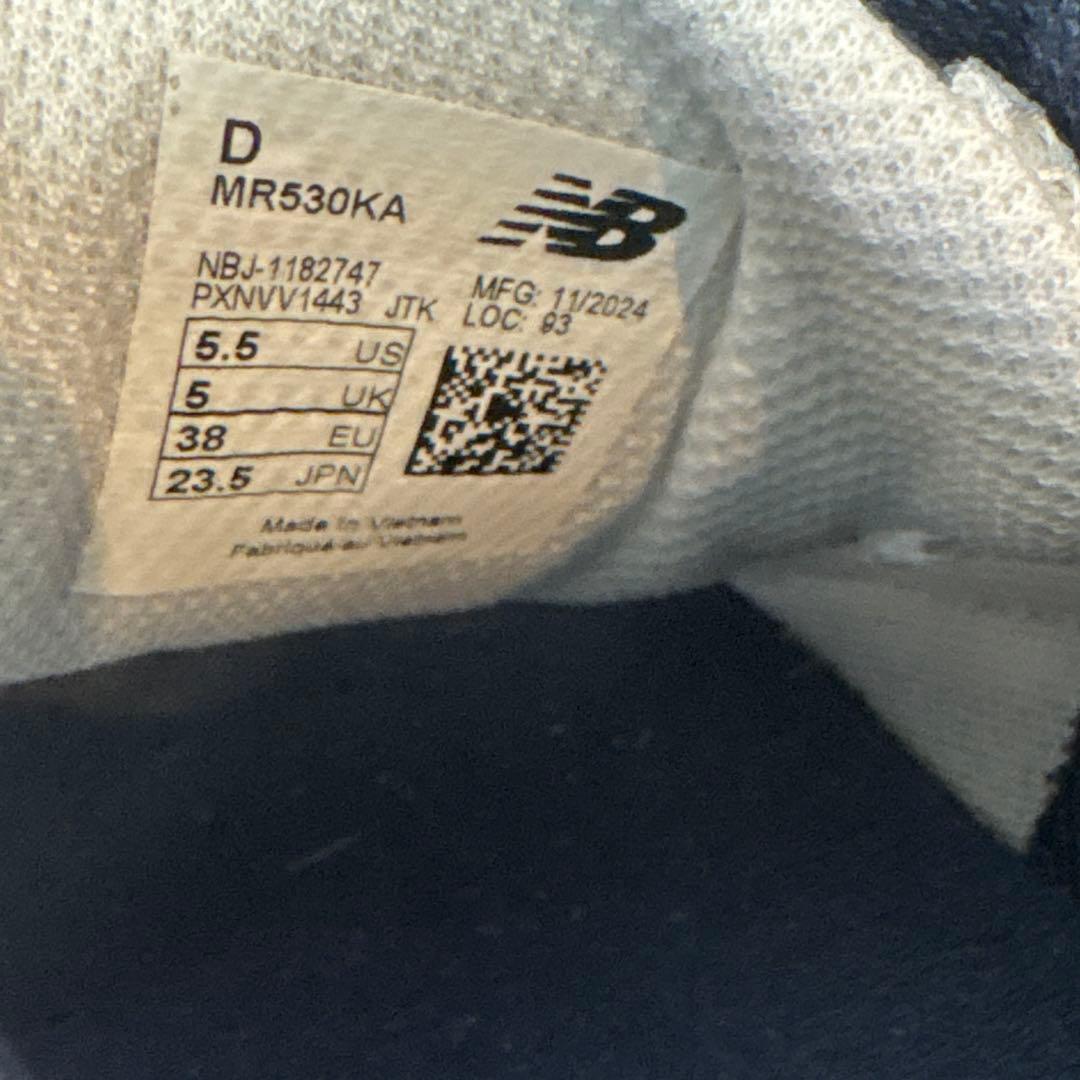 D
MR530KA
NB
NBJ-1182747
PXNVV1443 JTK
MFG: 11/2024
LOC: 93
5.5 US
5 UK
38 EU
23.5 JPN
Made in Vietnam
Fabriqué au Vietnam